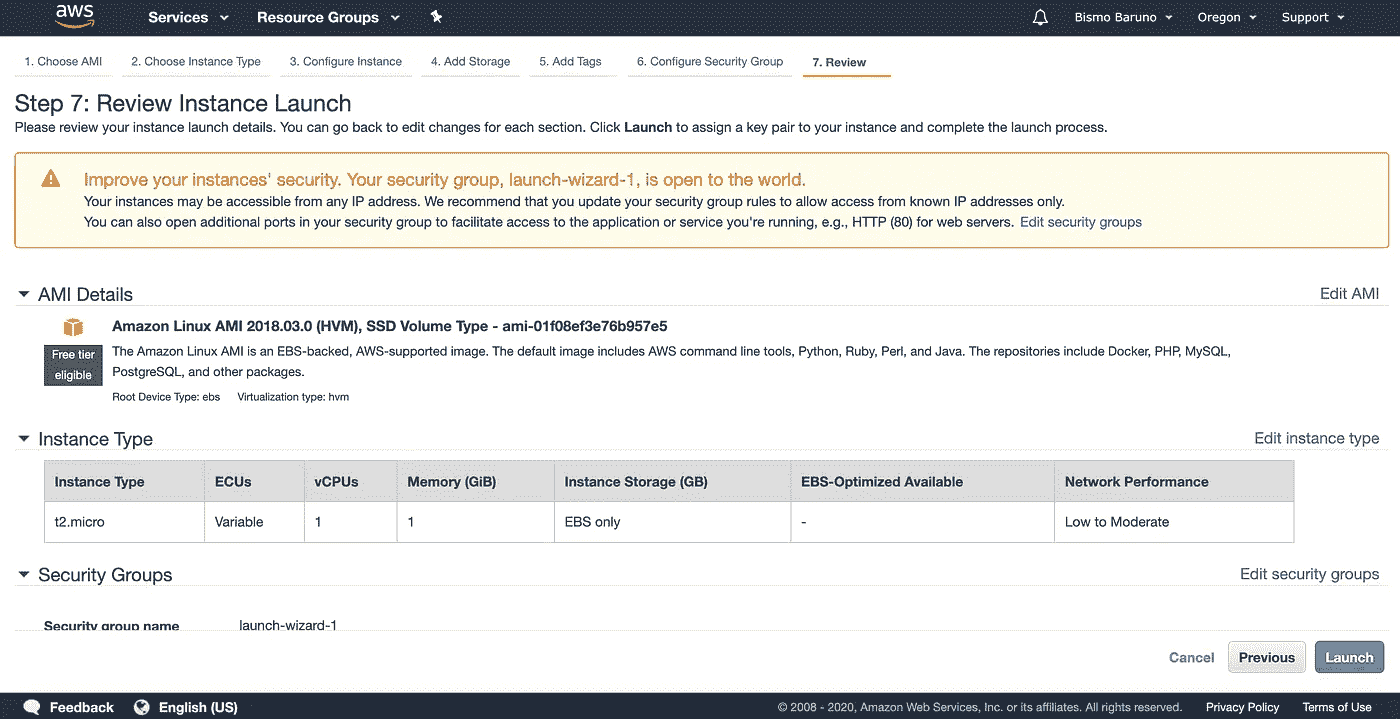 aws
Services Resource Groups Bismo Baruno Oregon Support
1. Choose AMI 2. Choose Instance Type 3. Configure Instance 4. Add Storage 5. Add Tags 6. Configure Security Group 7. Review
Step 7: Review Instance Launch
Please review your instance launch details. You can go back to edit changes for each section. Click Launch to assign a key pair to your instance and complete the launch process.
Improve your instances' security. Your security group, launch-wizard-1, is open to the world.
Your instances may be accessible from any IP address. We recommend that you update your security group rules to allow access from known IP addresses only.
You can also open additional ports in your security group to facilitate access to the application or service you're running, e.g., HTTP (80) for web servers. Edit security groups
AMI Details Edit AMI
Amazon Linux AMI 2018.03.0 (HVM), SSD Volume Type - ami-01f08ef3e76b957e5
Free tier
eligible
The Amazon Linux AMI is an EBS-backed, AWS-supported image. The default image includes AWS command line tools, Python, Ruby, Perl, and Java. The repositories include Docker, PHP, MySQL,
PostgreSQL, and other packages.
Root Device Type: ebs Virtualization type: hvm
Instance Type Edit instance type
Instance Type ECUs vCPUs Memory (GiB) Instance Storage (GB) EBS-Optimized Available Network Performance
t2.micro Variable 1 1 EBS only - Low to Moderate
Security Groups Edit security groups
Security group name launch-wizard-1
Cancel Previous Launch
Feedback English (US) © 2008 - 2020, Amazon Web Services, Inc. or its affiliates. All rights reserved. Privacy Policy Terms of Use